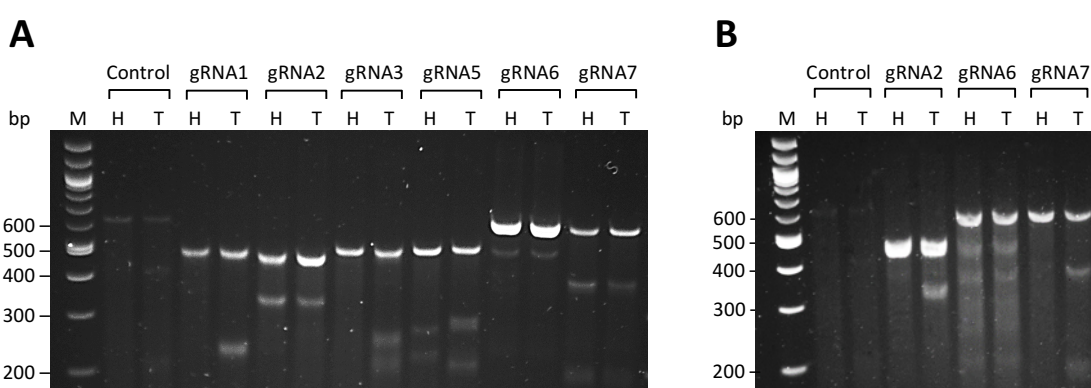 A B
Control gRNA1 gRNA2 gRNA3 gRNA5 gRNA6 gRNA7 Control gRNA2 gRNA6 gRNA7
bp M H T H T H T H T H T H T H T bp M H T H T H T H T
600 600
500 500
400 400
300 300
200 200